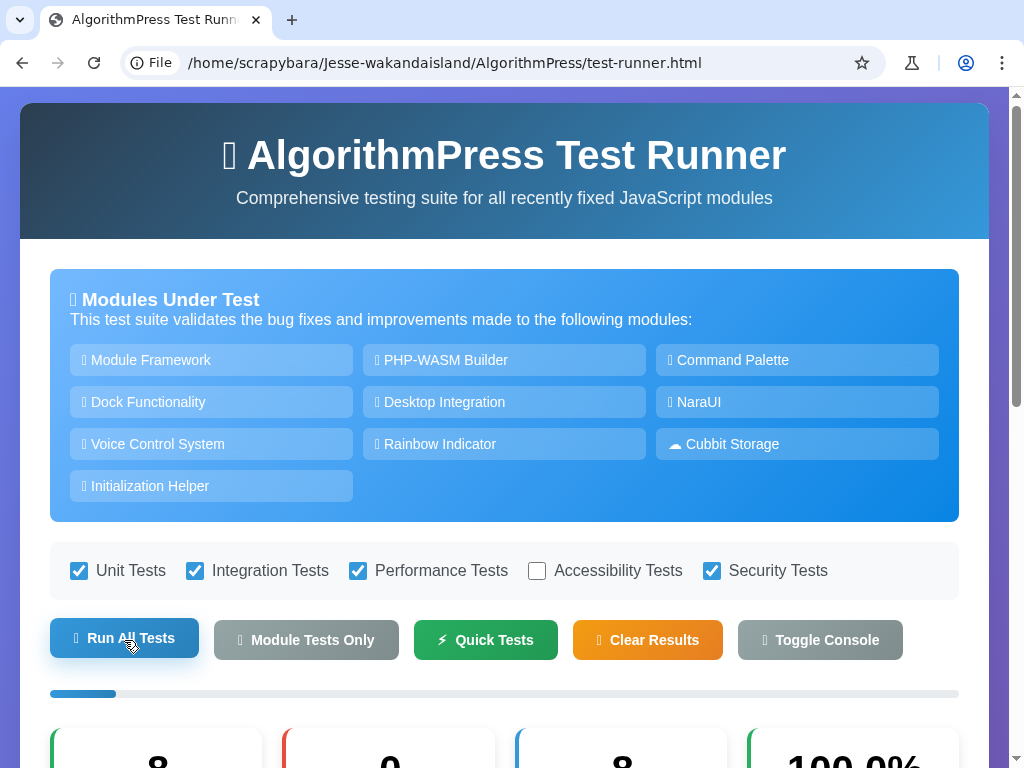 AlgorithmPress Test Runn
File
/home/scrapybara/Jesse-wakandaisland/AlgorithmPress/test-runner.html
AlgorithmPress Test Runner
Comprehensive testing suite for all recently fixed JavaScript modules
Modules Under Test
This test suite validates the bug fixes and improvements made to the following modules:
Module Framework
PHP-WASM Builder
Command Palette
Dock Functionality
Desktop Integration
NaraUI
Voice Control System
Rainbow Indicator
☁ Cubbit Storage
Initialization Helper
Unit Tests
Integration Tests
Performance Tests
Accessibility Tests
Security Tests
Run All Tests
Module Tests Only
⚡ Quick Tests
Clear Results
Toggle Console
8
0
8
100.0%